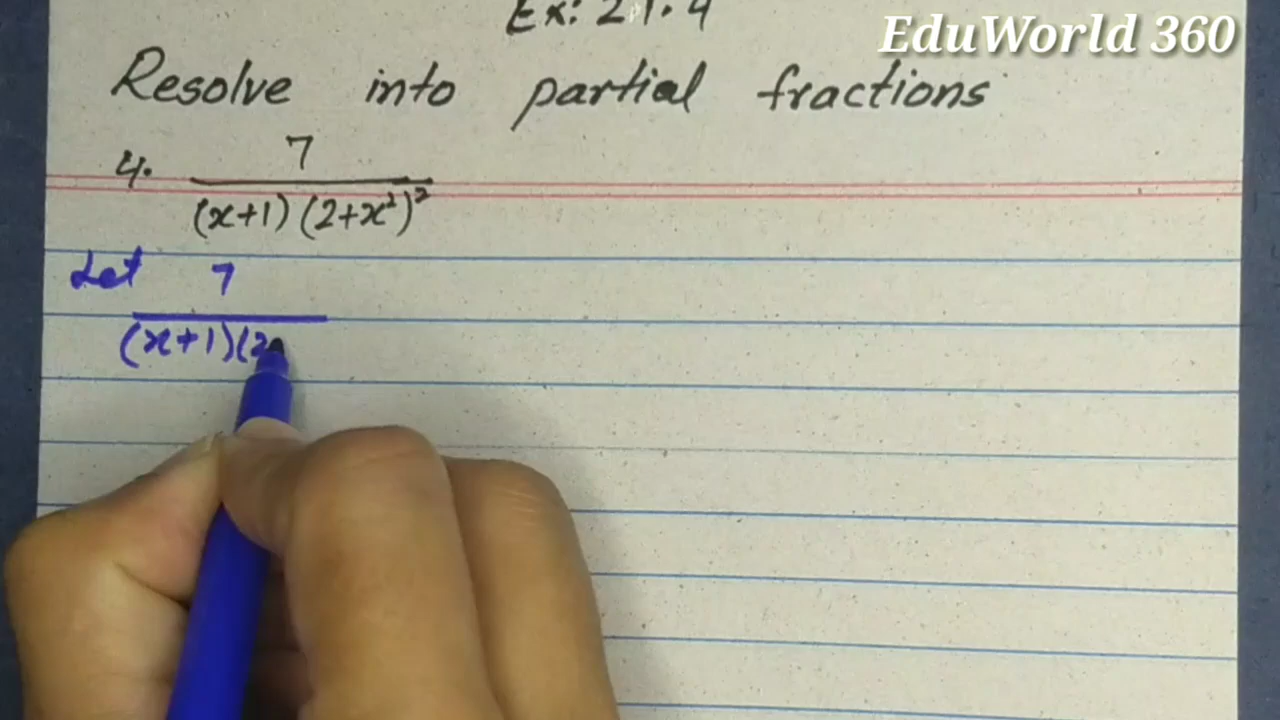 Ex: 21.4
EduWorld 360
Resolve into partial fractions
4. 7
(x+1) (2+x²)²
Let 7
(x+1)(2